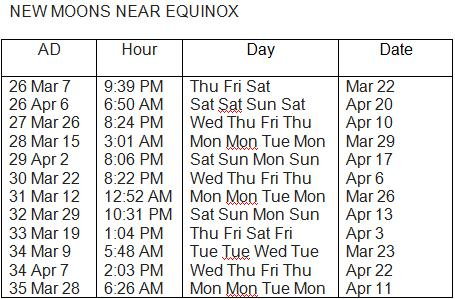 NEW MOONS NEAR EQUINOX
AD Hour Day Date
26 Mar 7 9:39 PM Thu Fri Sat Mar 22
26 Apr 6 6:50 AM Sat Sat Sun Sat Apr 20
27 Mar 26 8:24 PM Wed Thu Fri Thu Apr 10
28 Mar 15 3:01 AM Mon Mon Tue Mon Mar 29
29 Apr 2 8:06 PM Sat Sun Mon Sun Apr 17
30 Mar 22 8:22 PM Wed Thu Fri Thu Apr 6
31 Mar 12 12:52 AM Mon Mon Tue Mon Mar 26
32 Mar 29 10:31 PM Sat Sun Mon Sun Apr 13
33 Mar 19 1:04 PM Thu Fri Sat Fri Apr 3
34 Mar 9 5:48 AM Tue Tue Wed Tue Mar 23
34 Apr 7 2:03 PM Wed Thu Fri Thu Apr 22
35 Mar 28 6:26 AM Mon Mon Tue Mon Apr 11